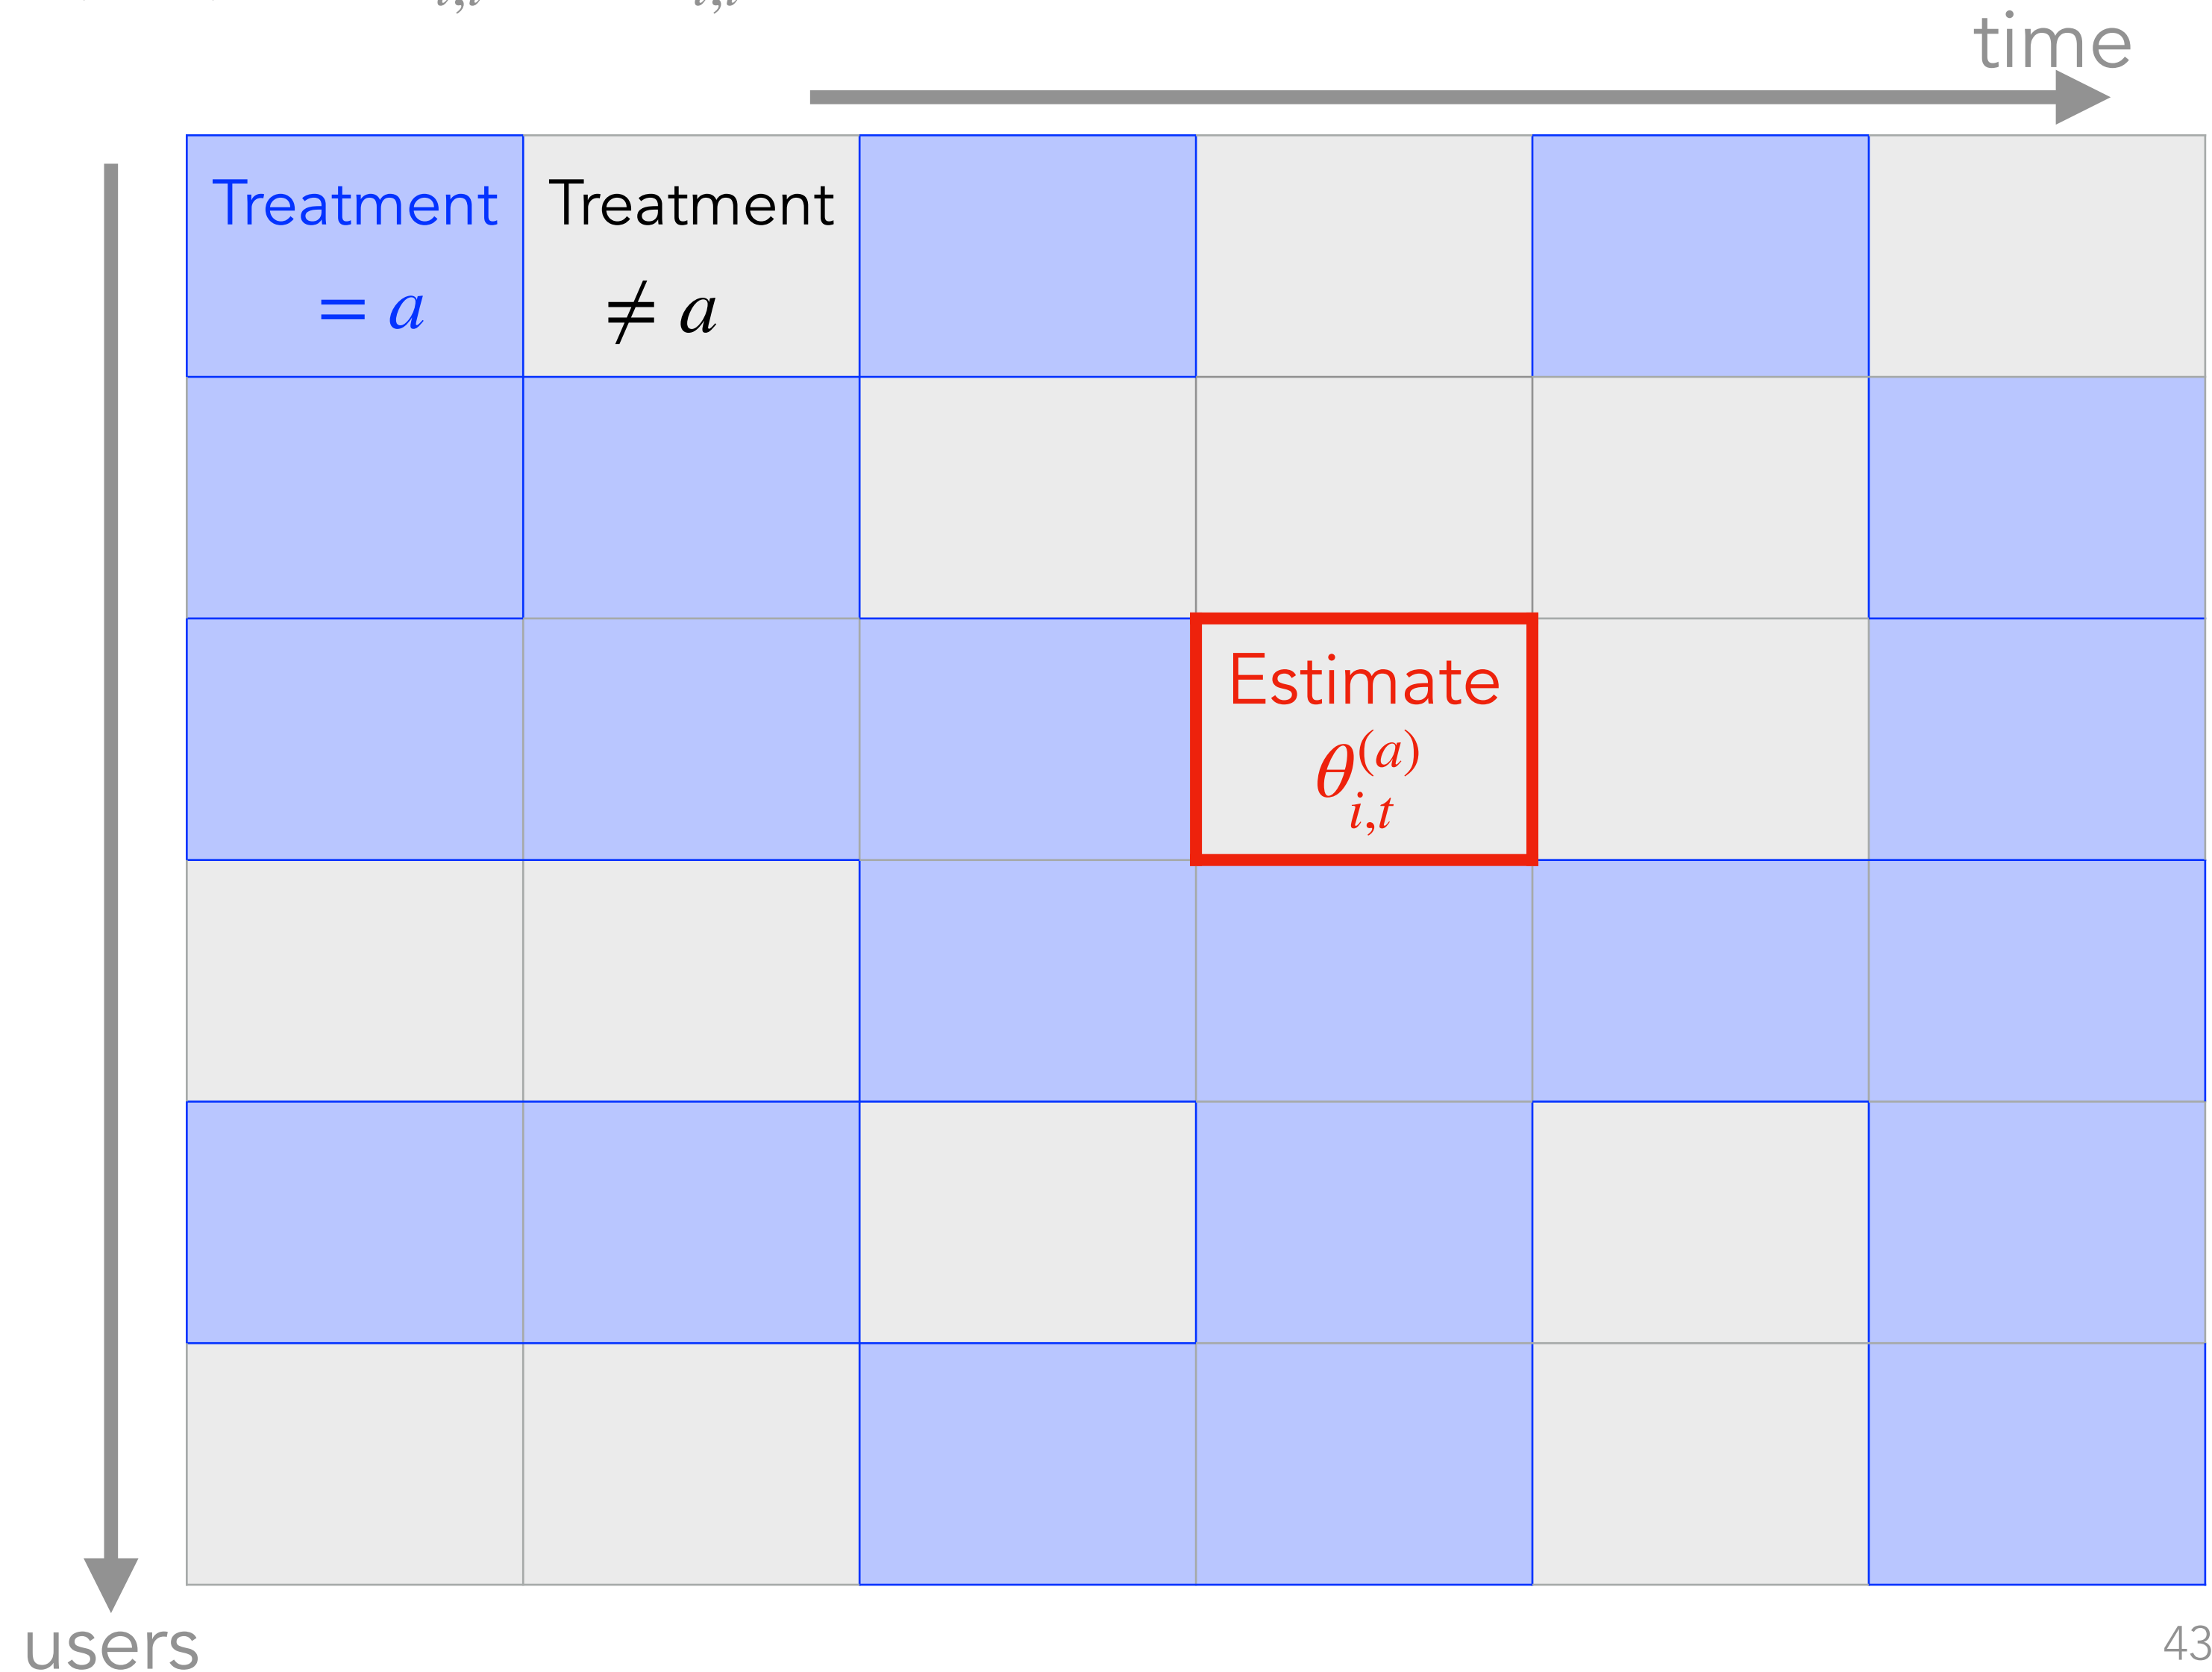 time
Treatment
= a
Treatment
≠ a
Estimate
θ_{i,t}^{(a)}
users
43